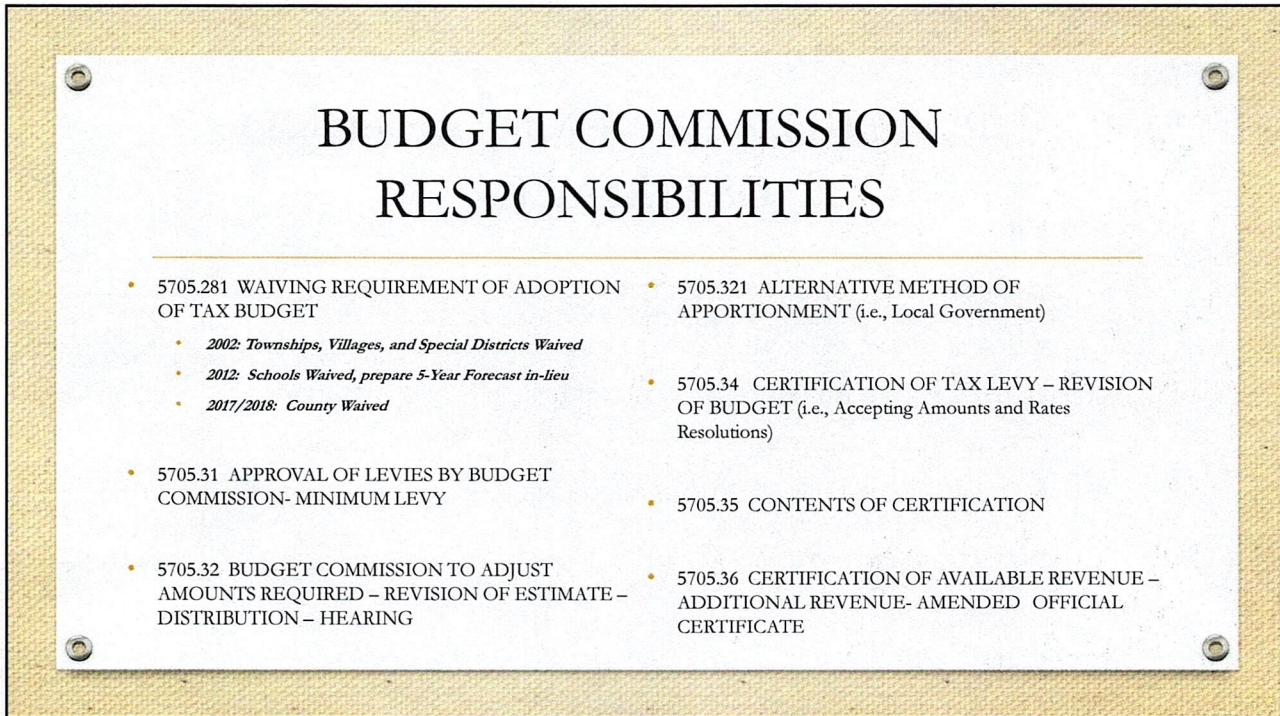 BUDGET COMMISSION
RESPONSIBILITIES
• 5705.281 WAIVING REQUIREMENT OF ADOPTION
OF TAX BUDGET
• 2002: Townships, Villages, and Special Districts Waived
• 2012: Schools Waived, prepare 5-Year Forecast in-lieu
• 2017/2018: County Waived
• 5705.31 APPROVAL OF LEVIES BY BUDGET
COMMISSION- MINIMUM LEVY
• 5705.32 BUDGET COMMISSION TO ADJUST
AMOUNTS REQUIRED – REVISION OF ESTIMATE –
DISTRIBUTION – HEARING
• 5705.321 ALTERNATIVE METHOD OF
APPORTIONMENT (i.e., Local Government)
• 5705.34 CERTIFICATION OF TAX LEVY – REVISION
OF BUDGET (i.e., Accepting Amounts and Rates
Resolutions)
• 5705.35 CONTENTS OF CERTIFICATION
• 5705.36 CERTIFICATION OF AVAILABLE REVENUE –
ADDITIONAL REVENUE- AMENDED OFFICIAL
CERTIFICATE